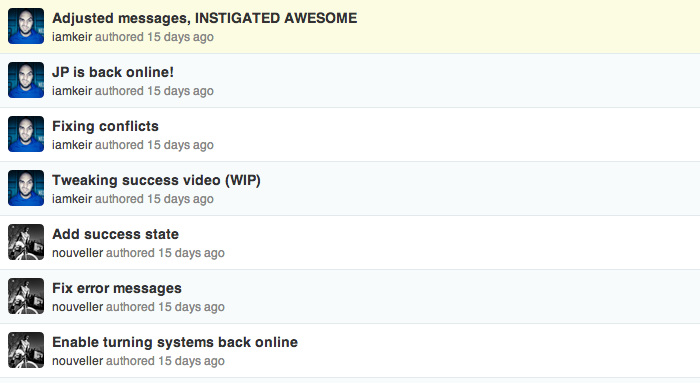 Adjusted messages, INSTIGATED AWESOME
iamkeir authored 15 days ago
JP is back online!
iamkeir authored 15 days ago
Fixing conflicts
iamkeir authored 15 days ago
Tweaking success video (WIP)
iamkeir authored 15 days ago
Add success state
nouveller authored 15 days ago
Fix error messages
nouveller authored 15 days ago
Enable turning systems back online
nouveller authored 15 days ago